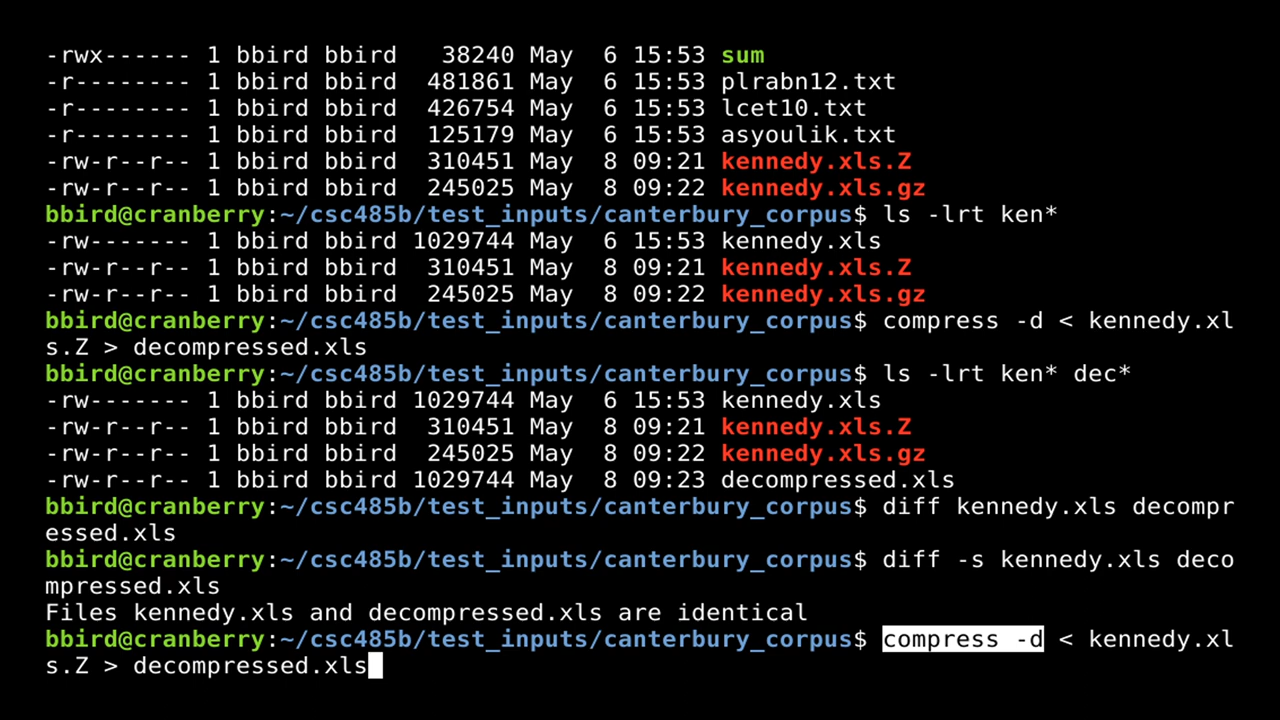 -rwx------ 1 bbird bbird   38240 May  6 15:53 sum
-r-------- 1 bbird bbird  481861 May  6 15:53 plrabn12.txt
-r-------- 1 bbird bbird  426754 May  6 15:53 lcet10.txt
-r-------- 1 bbird bbird  125179 May  6 15:53 asyoulik.txt
-rw-r--r-- 1 bbird bbird  310451 May  8 09:21 kennedy.xls.Z
-rw-r--r-- 1 bbird bbird  245025 May  8 09:22 kennedy.xls.gz
bbird@cranberry:~/csc485b/test_inputs/canterbury_corpus$ ls -lrt ken*
-rw------- 1 bbird bbird 1029744 May  6 15:53 kennedy.xls
-rw-r--r-- 1 bbird bbird  310451 May  8 09:21 kennedy.xls.Z
-rw-r--r-- 1 bbird bbird  245025 May  8 09:22 kennedy.xls.gz
bbird@cranberry:~/csc485b/test_inputs/canterbury_corpus$ compress -d < kennedy.xl
s.Z > decompressed.xls
bbird@cranberry:~/csc485b/test_inputs/canterbury_corpus$ ls -lrt ken* dec*
-rw------- 1 bbird bbird 1029744 May  6 15:53 kennedy.xls
-rw-r--r-- 1 bbird bbird  310451 May  8 09:21 kennedy.xls.Z
-rw-r--r-- 1 bbird bbird  245025 May  8 09:22 kennedy.xls.gz
-rw-r--r-- 1 bbird bbird 1029744 May  8 09:23 decompressed.xls
bbird@cranberry:~/csc485b/test_inputs/canterbury_corpus$ diff kennedy.xls decompr
essed.xls
bbird@cranberry:~/csc485b/test_inputs/canterbury_corpus$ diff -s kennedy.xls deco
mpressed.xls
Files kennedy.xls and decompressed.xls are identical
bbird@cranberry:~/csc485b/test_inputs/canterbury_corpus$ compress -d < kennedy.xl
s.Z > decompressed.xls